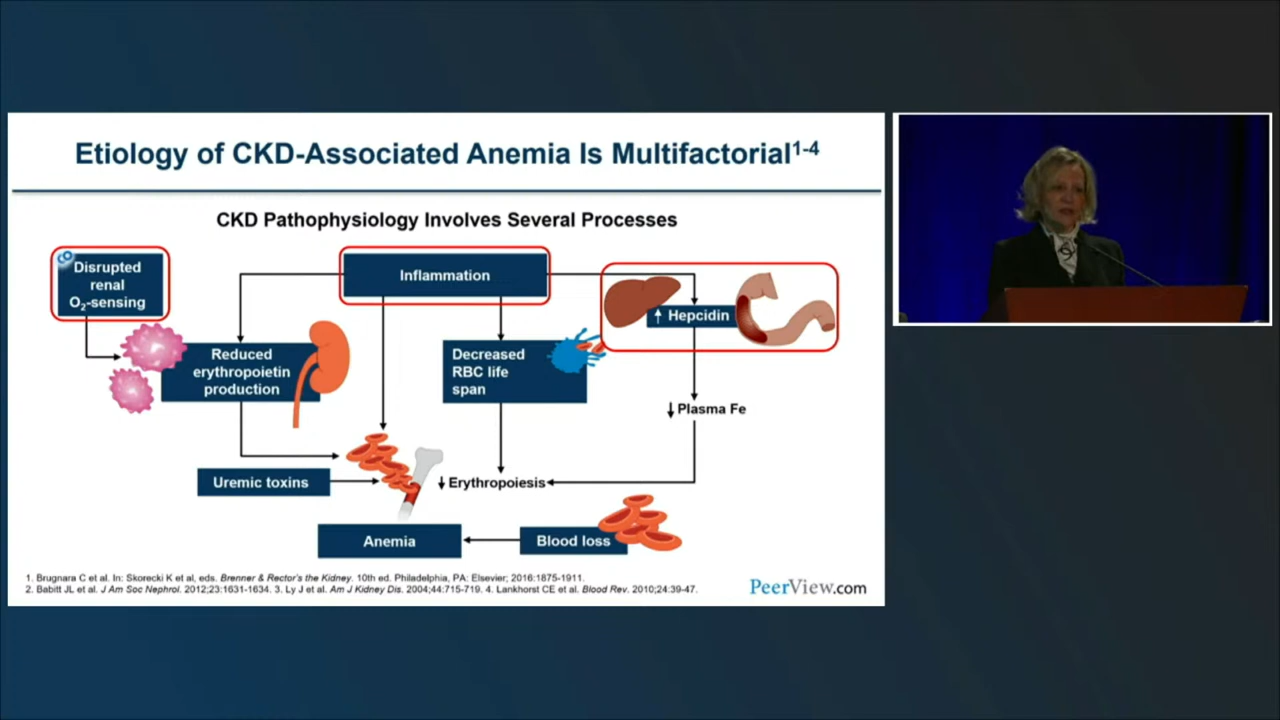 Etiology of CKD-Associated Anemia Is Multifactorial1-4
CKD Pathophysiology Involves Several Processes
Disrupted
renal
O2-sensing
Inflammation
↑ Hepcidin
Reduced
erythropoietin
production
Decreased
RBC life
span
↓ Plasma Fe
Uremic toxins
↓ Erythropoiesis
Anemia
Blood loss
1. Brugnara C et al. In: Skorecki K et al, eds. Brenner & Rector's the Kidney. 10th ed. Philadelphia, PA: Elsevier; 2016:1875-1911.
2. Babitt JL et al. J Am Soc Nephrol. 2012;23:1631-1634. 3. Ly J et al. Am J Kidney Dis. 2004;44:715-719. 4. Lankhorst CE et al. Blood Rev. 2010;24:39-47.
PeerView.com